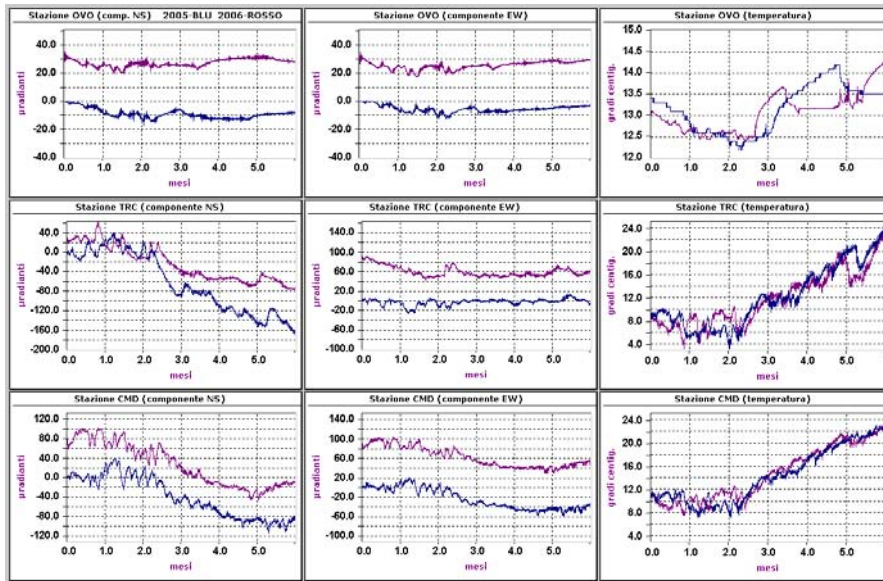 Stazione OVO (comp. NS) 2005-BLU 2006-ROSSO
µradianti
40.0
20.0
0.0
-20.0
-40.0
0.0 1.0 2.0 3.0 4.0 5.0
mesi
Stazione OVO (componente EW)
µradianti
40.0
20.0
0.0
-20.0
-40.0
0.0 1.0 2.0 3.0 4.0 5.0
mesi
Stazione OVO (temperatura)
gradi centig.
15.0
14.5
14.0
13.5
13.0
12.5
12.0
0.0 1.0 2.0 3.0 4.0 5.0
mesi
Stazione TRC (componente NS)
µradianti
40.0
0.0
-40.0
-80.0
-120.0
-160.0
-200.0
0.0 1.0 2.0 3.0 4.0 5.0
mesi
Stazione TRC (componente EW)
µradianti
140.0
100.0
60.0
20.0
-20.0
-60.0
-100.0
0.0 1.0 2.0 3.0 4.0 5.0
mesi
Stazione TRC (temperatura)
gradi centig.
24.0
20.0
16.0
12.0
8.0
4.0
0.0 1.0 2.0 3.0 4.0 5.0
mesi
Stazione CMD (componente NS)
µradianti
120.0
80.0
40.0
0.0
-40.0
-80.0
-120.0
0.0 1.0 2.0 3.0 4.0 5.0
mesi
Stazione CMD (componente EW)
µradianti
140.0
100.0
60.0
20.0
-20.0
-60.0
-100.0
0.0 1.0 2.0 3.0 4.0 5.0
mesi
Stazione CMD (temperatura)
gradi centig.
24.0
20.0
16.0
12.0
8.0
4.0
0.0 1.0 2.0 3.0 4.0 5.0
mesi